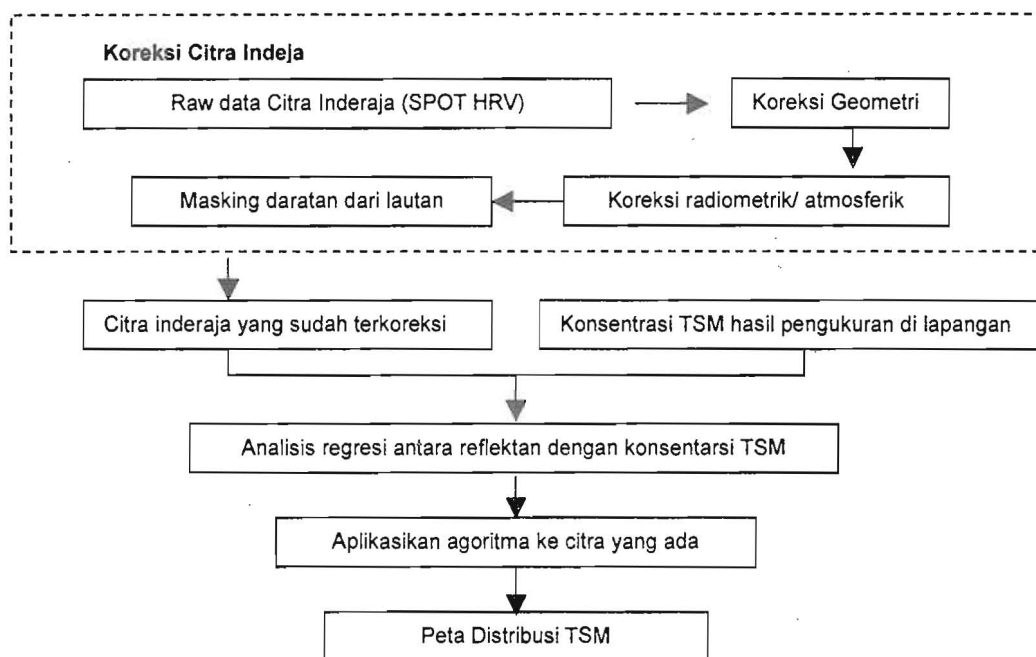 Koreksi Citra Indeja
Raw data Citra Inderaja (SPOT HRV)
Koreksi Geometri
Masking daratan dari lautan
Koreksi radiometrik/ atmosferik
Citra inderaja yang sudah terkoreksi
Konsentrasi TSM hasil pengukuran di lapangan
Analisis regresi antara reflektan dengan konsentarsi TSM
Aplikasikan agoritma ke citra yang ada
Peta Distribusi TSM